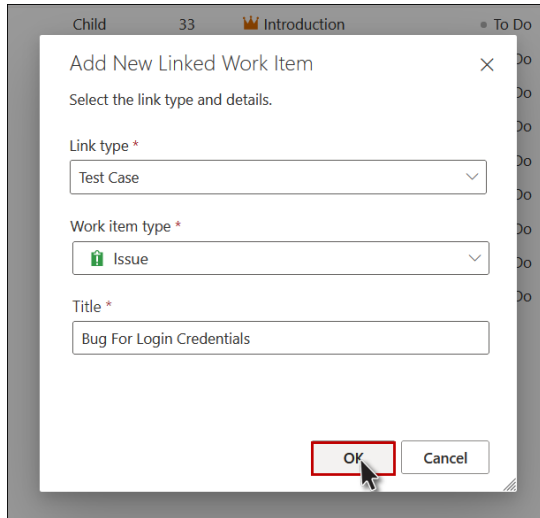 Child 33 Introduction To Do
Add New Linked Work Item
Do
Select the link type and details.
Do
Do
Link type *
Do
Test Case
Do
Work item type *
Do
Issue
Do
Title *
Do
Bug For Login Credentials
OK Cancel